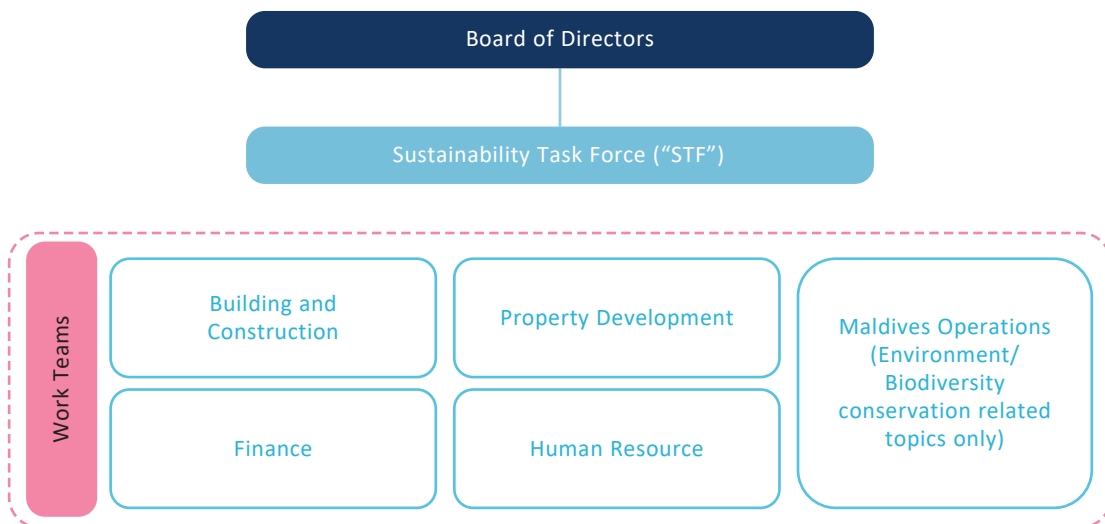 Board of Directors
Sustainability Task Force (“STF”)
Work Teams
Building and
Construction
Property Development
Finance
Human Resource
Maldives Operations
(Environment/
Biodiversity
conservation related
topics only)